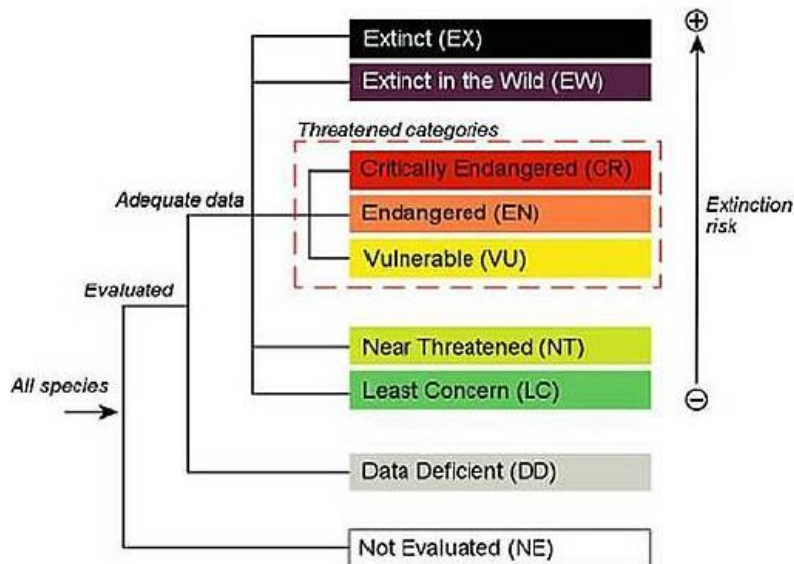 Extinct (EX)
Extinct in the Wild (EW)
Threatened categories
Critically Endangered (CR)
Adequate data
Endangered (EN)
Extinction
risk
Vulnerable (VU)
Evaluated
Near Threatened (NT)
All species
Least Concern (LC)
Data Deficient (DD)
Not Evaluated (NE)